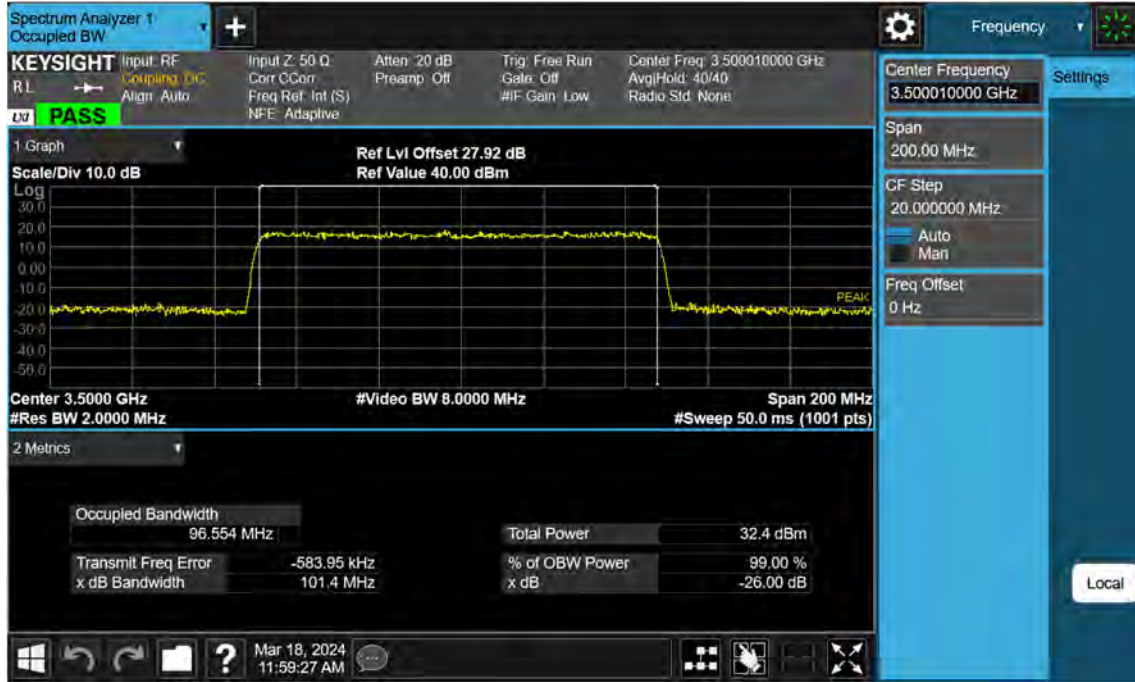 Spectrum Analyzer 1
Occupied BW
+
Frequency
KEYSIGHT
RL
LXI
PASS
Input: RF
Coupling: DC
Align: Auto
Input Z: 50 Ω
Corr CCorr
Freq Ref: Int (S)
NFE: Adaptive
Atten: 20 dB
Preamp: Off
Trig: Free Run
Gate: Off
#IF Gain: Low
Center Freq: 3.500010000 GHz
Avg|Hold: 40/40
Radio Std: None
Center Frequency
3.500010000 GHz
Settings
Span
200.00 MHz
CF Step
20.000000 MHz
Auto
Man
Freq Offset
0 Hz
1 Graph
Scale/Div 10.0 dB
Ref Lvl Offset 27.92 dB
Ref Value 40.00 dBm
Log
30.0
20.0
10.0
0.00
-10.0
-20.0
-30.0
-40.0
-50.0
PEAK
Center 3.5000 GHz
#Video BW 8.0000 MHz
Span 200 MHz
#Res BW 2.0000 MHz
#Sweep 50.0 ms (1001 pts)
2 Metrics
Occupied Bandwidth
96.554 MHz
Total Power 32.4 dBm
Transmit Freq Error -583.95 kHz
% of OBW Power 99.00 %
x dB Bandwidth 101.4 MHz
x dB -26.00 dB
Local
?
Mar 18, 2024
11:59:27 AM